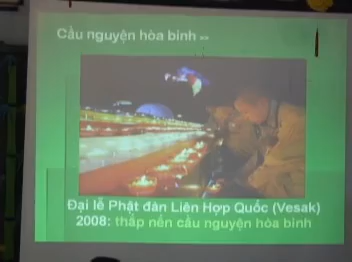 Cầu nguyện hòa bình >>
Đại lễ Phật đản Liên Hợp Quốc (Vesak)
2008: thắp nến cầu nguyện hòa bình